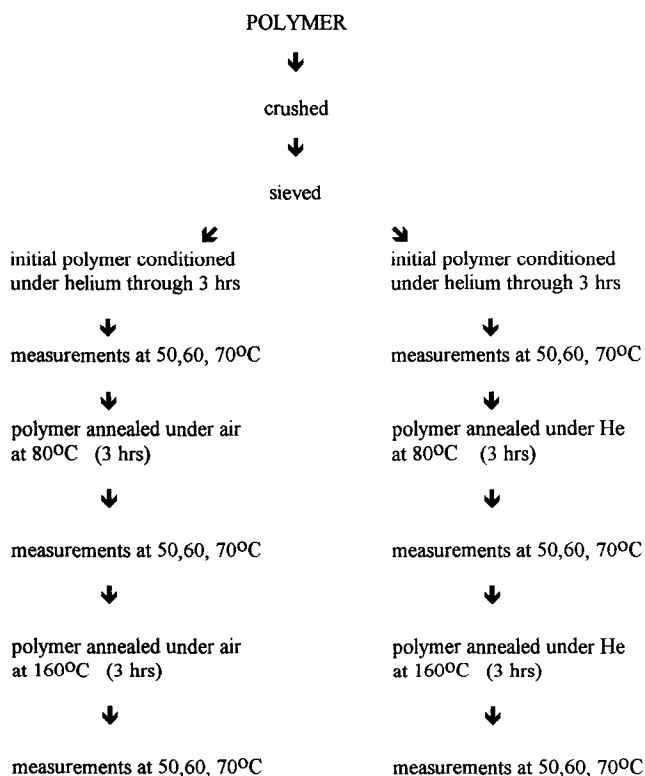 POLYMER
crushed
sieved
initial polymer conditioned
under helium through 3 hrs
measurements at 50,60, 70ºC
polymer annealed under air
at 80ºC (3 hrs)
measurements at 50,60, 70ºC
polymer annealed under air
at 160ºC (3 hrs)
measurements at 50,60, 70ºC
initial polymer conditioned
under helium through 3 hrs
measurements at 50,60, 70ºC
polymer annealed under He
at 80ºC (3 hrs)
measurements at 50,60, 70ºC
polymer annealed under He
at 160ºC (3 hrs)
measurements at 50,60, 70ºC